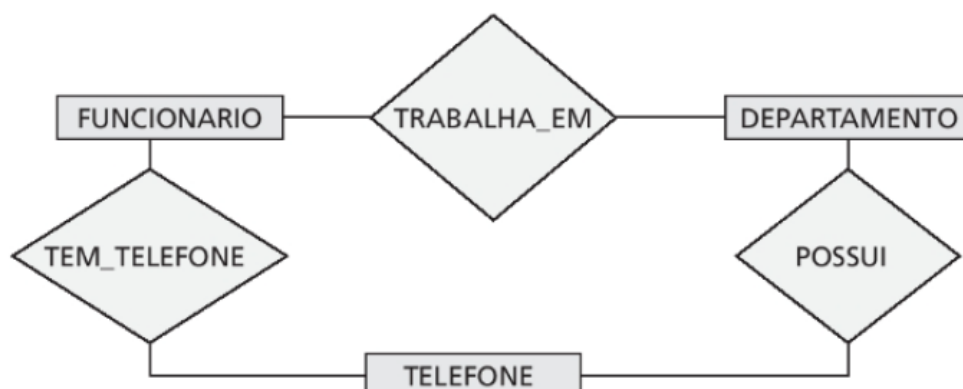 TRABALHA_EM
FUNCIONARIO
DEPARTAMENTO
TEM_TELEFONE
POSSUI
TELEFONE